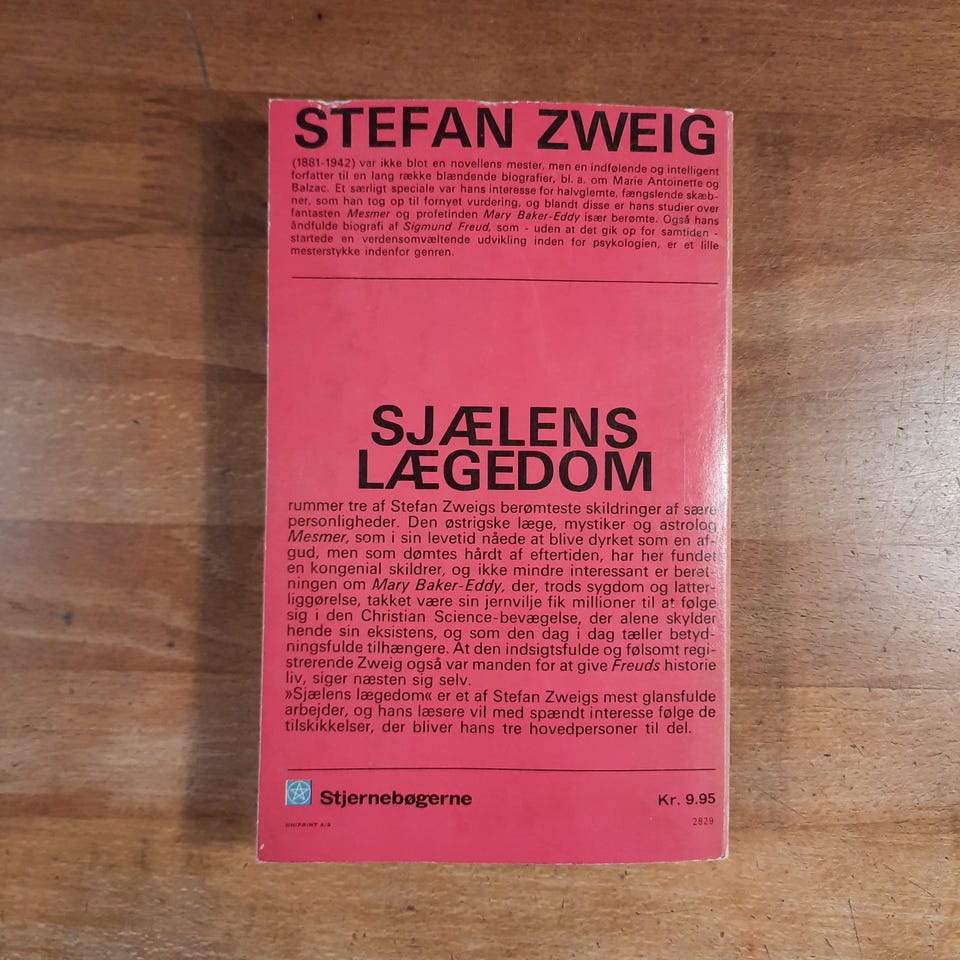 STEFAN ZWEIG
(1881-1942) var ikke blot en novellens mester, men en indfølende og intelligent
forfatter til en lang række blændende biografier, bl. a. om Marie Antoinette og
Balzac. Et særligt speciale var hans interesse for halvglemte, fængslende skæb-
ner, som han tog op til fornyet vurdering, og blandt disse er hans studier over
fantasten Mesmer og profetinden Mary Baker-Eddy især berømte. Også hans
åndfulde biografi af Sigmund Freud, som - uden at det gik op for samtiden -
startede en verdensomvæltende udvikling inden for psykologien, er et lille
mesterstykke indenfor genren.
SJÆLENS
LÆGEDOM
rummer tre af Stefan Zweigs berømteste skildringer af sære
personligheder. Den østrigske læge, mystiker og astrolog
Mesmer, som i sin levetid nåede at blive dyrket som en af-
gud, men som dømtes hårdt af eftertiden, har her fundet
en kongenial skildrer, og ikke mindre interessant er beret-
ningen om Mary Baker-Eddy, der, trods sygdom og latter-
liggørelse, takket være sin jernvilje fik millioner til at følge
sig i den Christian Science-bevægelse, der alene skylder
hende sin eksistens, og som den dag i dag tæller betyd-
ningsfulde tilhængere. At den indsigtsfulde og følsomt regi-
strerende Zweig også var manden for at give Freuds historie
liv, siger næsten sig selv.
»Sjælens lægedom« er et af Stefan Zweigs mest glansfulde
arbejder, og hans læsere vil med spændt interesse følge de
tilskikkelser, der bliver hans tre hovedpersoner til del.
Stjernebøgerne
Kr. 9.95
UNIPRINT A/S
2829